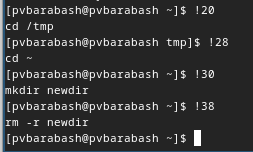 [pvbarabash@pvbarabash ~]$ !20
cd /tmp
[pvbarabash@pvbarabash tmp]$ !28
cd ~
[pvbarabash@pvbarabash ~]$ !30
mkdir newdir
[pvbarabash@pvbarabash ~]$ !38
rm -r newdir
[pvbarabash@pvbarabash ~]$